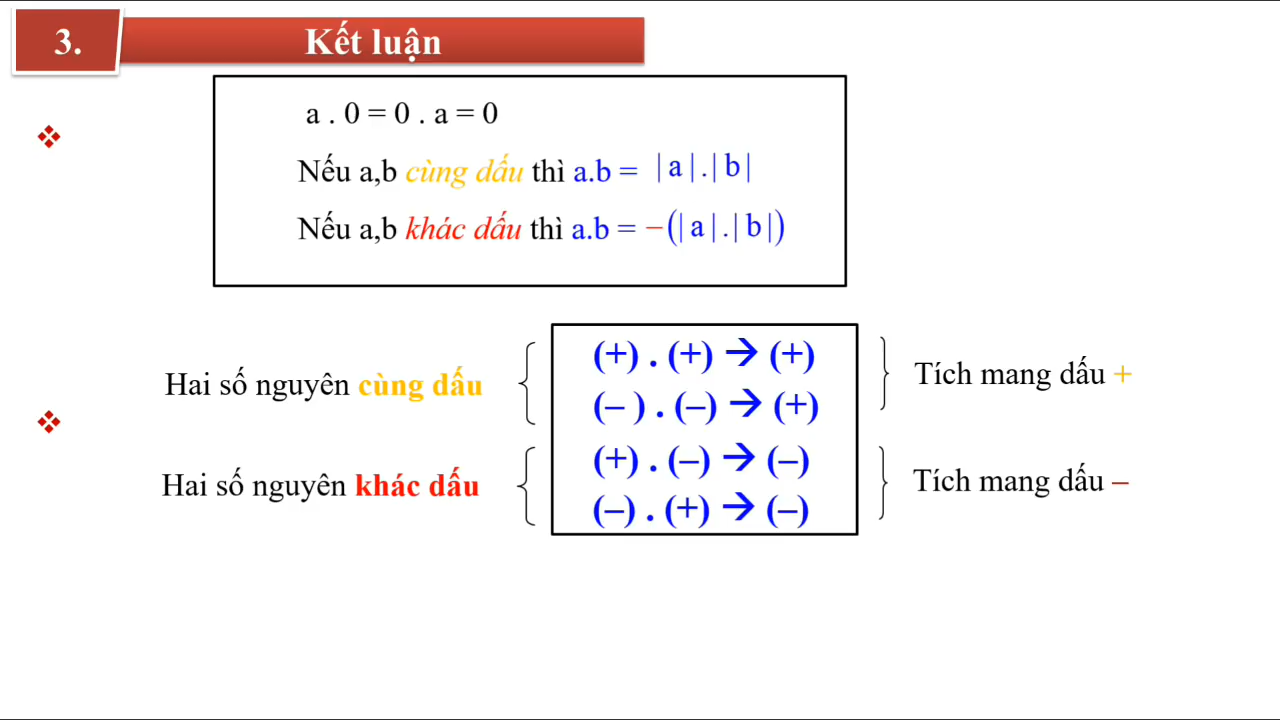 3. Kết luận
a . 0 = 0 . a = 0
Nếu a,b cùng dấu thì a.b = |a|.|b|
Nếu a,b khác dấu thì a.b = −(|a|.|b|)
Hai số nguyên cùng dấu
(+) . (+) → (+)
(– ) . (–) → (+)
Tích mang dấu +
Hai số nguyên khác dấu
(+) . (–) → (–)
(–) . (+) → (–)
Tích mang dấu –